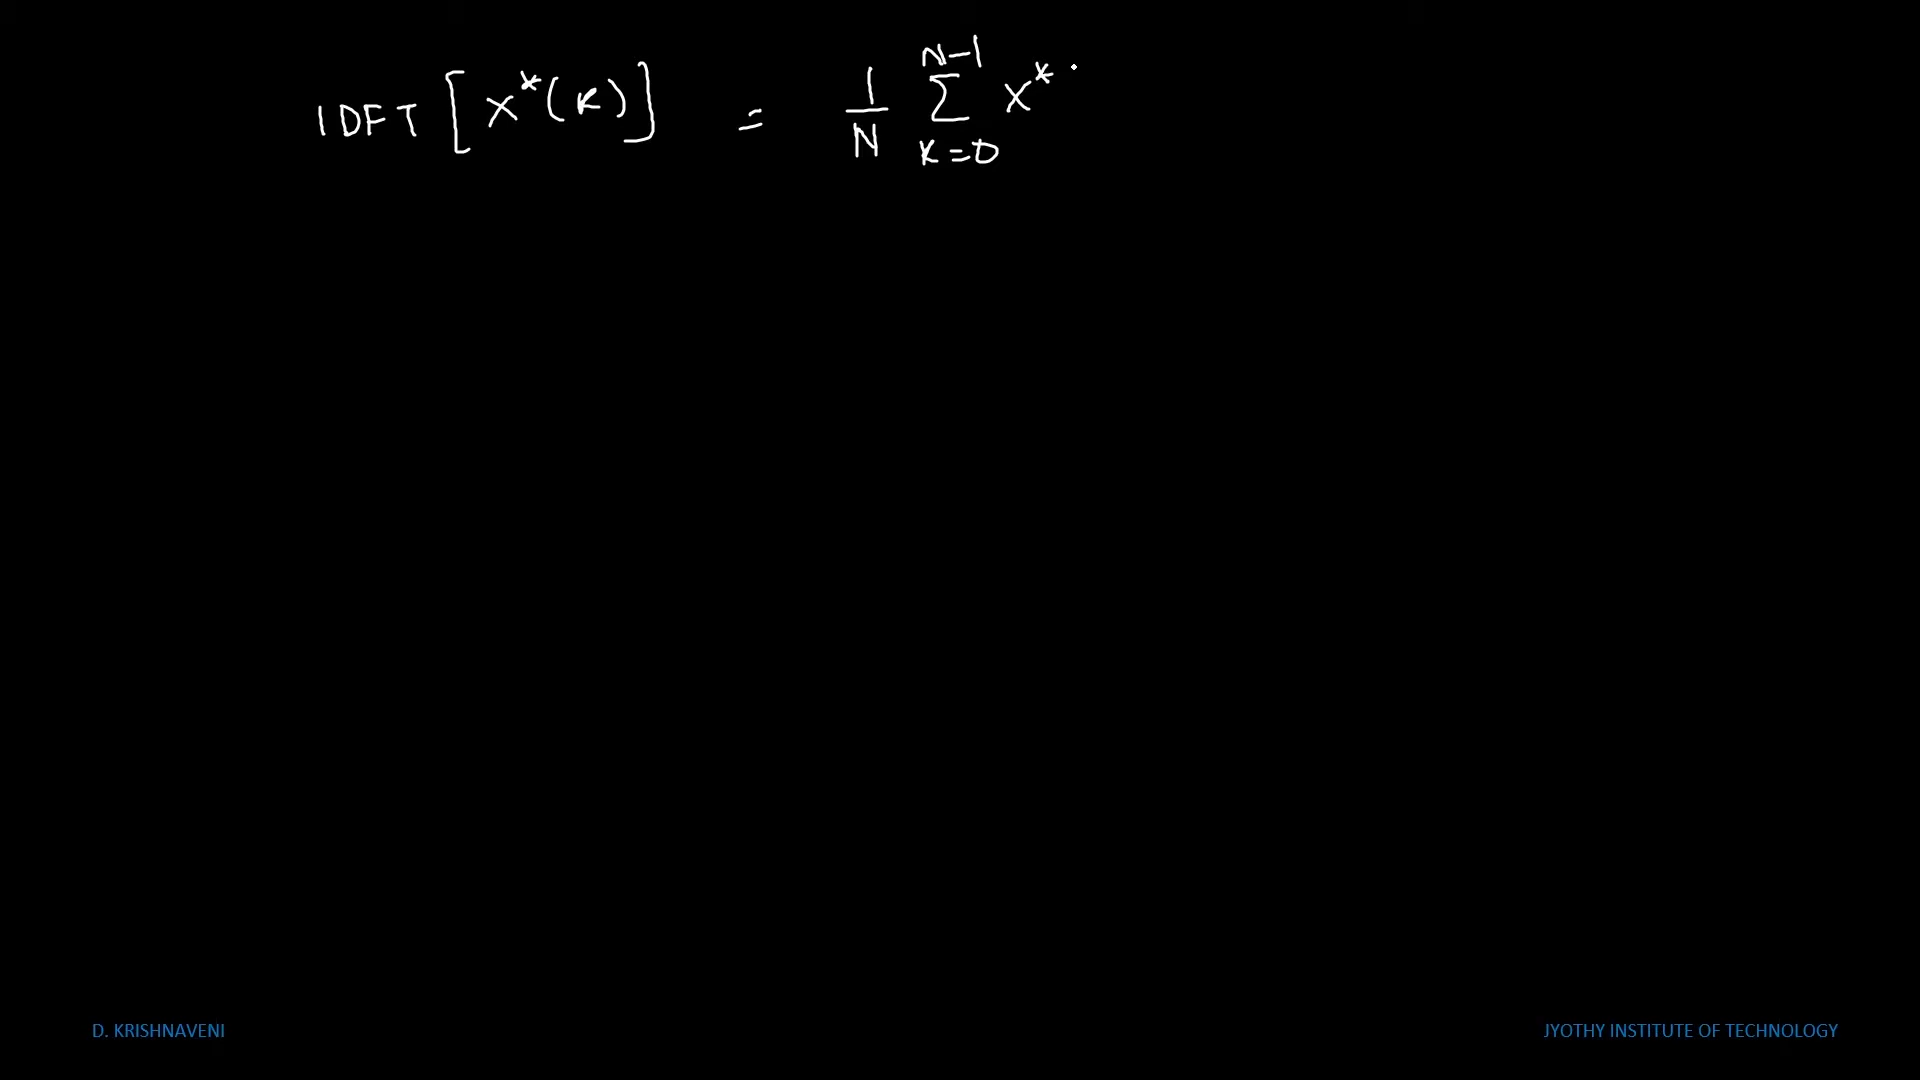 IDFT [X*(K)] = 1/N N-1 Σ K=0 X*
D. KRISHNAVENI
JYOTHY INSTITUTE OF TECHNOLOGY